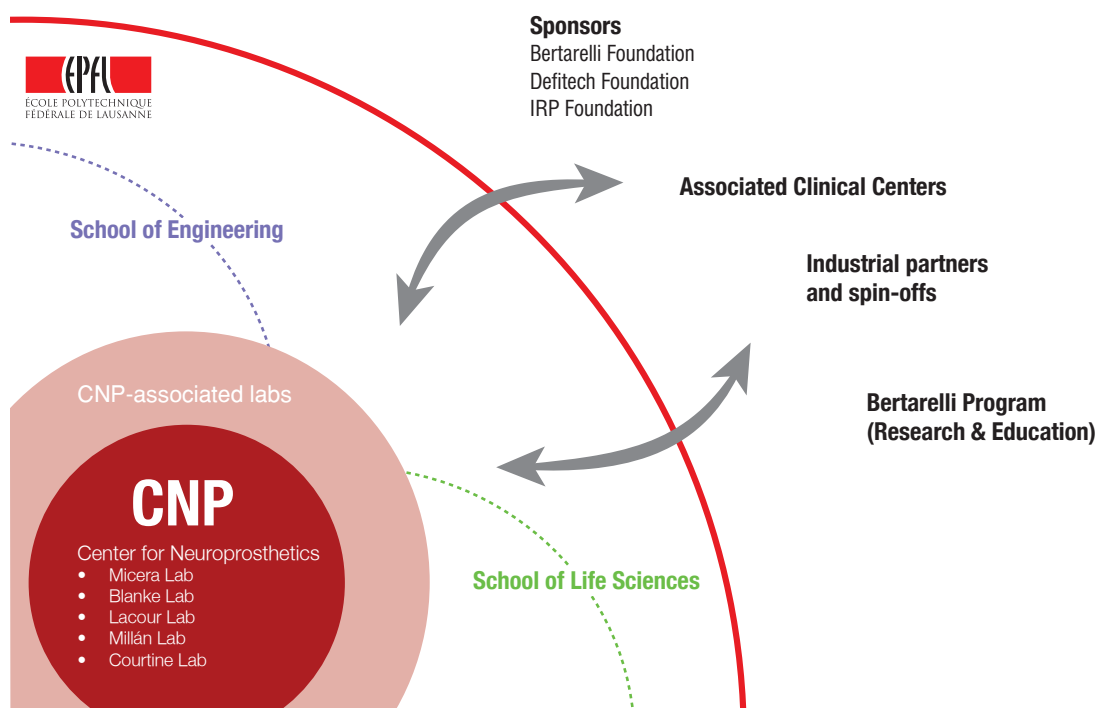 Sponsors
Bertarelli Foundation
Defitech Foundation
IRP Foundation
EPFL
ÉCOLE POLYTECHNIQUE
FÉDÉRALE DE LAUSANNE
Associated Clinical Centers
School of Engineering
Industrial partners
and spin-offs
CNP-associated labs
Bertarelli Program
(Research & Education)
CNP
Center for Neuroprosthetics
• Micera Lab
• Blanke Lab
• Lacour Lab
• Millán Lab
• Courtine Lab
School of Life Sciences